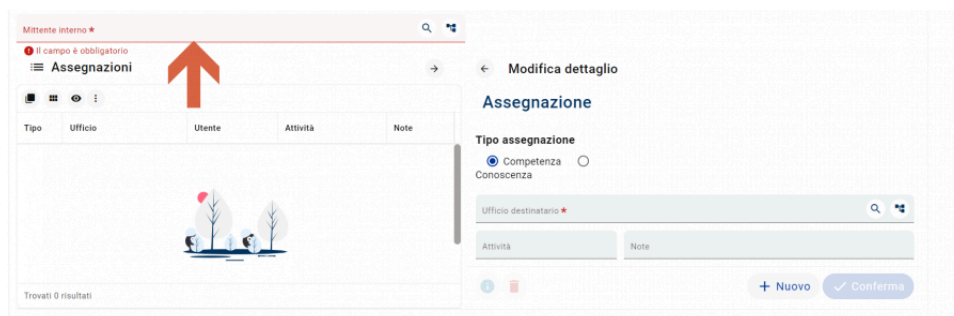 Mittente interno *
Il campo è obbligatorio
Assegnazioni
Tipo Ufficio Utente Attività Note
Trovati 0 risultati
Modifica dettaglio
Assegnazione
Tipo assegnazione
Competenza
Conoscenza
Ufficio destinatario *
Attività Note
+ Nuovo Conferma